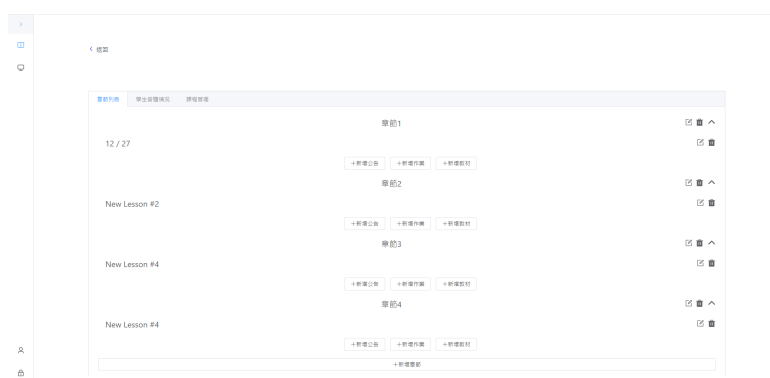 返回
章節列表 學生答題情況 課程管理
章節1
12 / 27
+新增公告 +新增作業 +新增教材
章節2
New Lesson #2
+新增公告 +新增作業 +新增教材
章節3
New Lesson #4
+新增公告 +新增作業 +新增教材
章節4
New Lesson #4
+新增公告 +新增作業 +新增教材
+新增章節